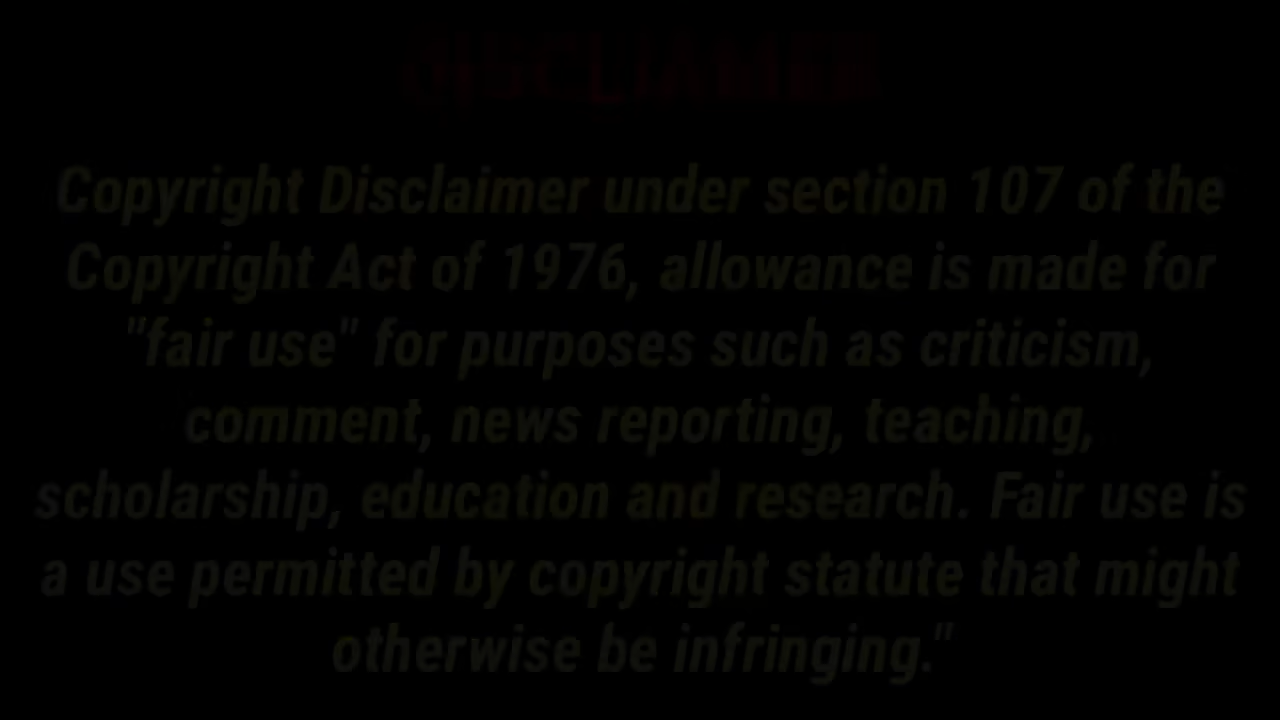 DISCLIAMER
Copyright Disclaimer under section 107 of the
Copyright Act of 1976, allowance is made for
"fair use" for purposes such as criticism,
comment, news reporting, teaching,
scholarship, education and research. Fair use is
a use permitted by copyright statute that might
otherwise be infringing."